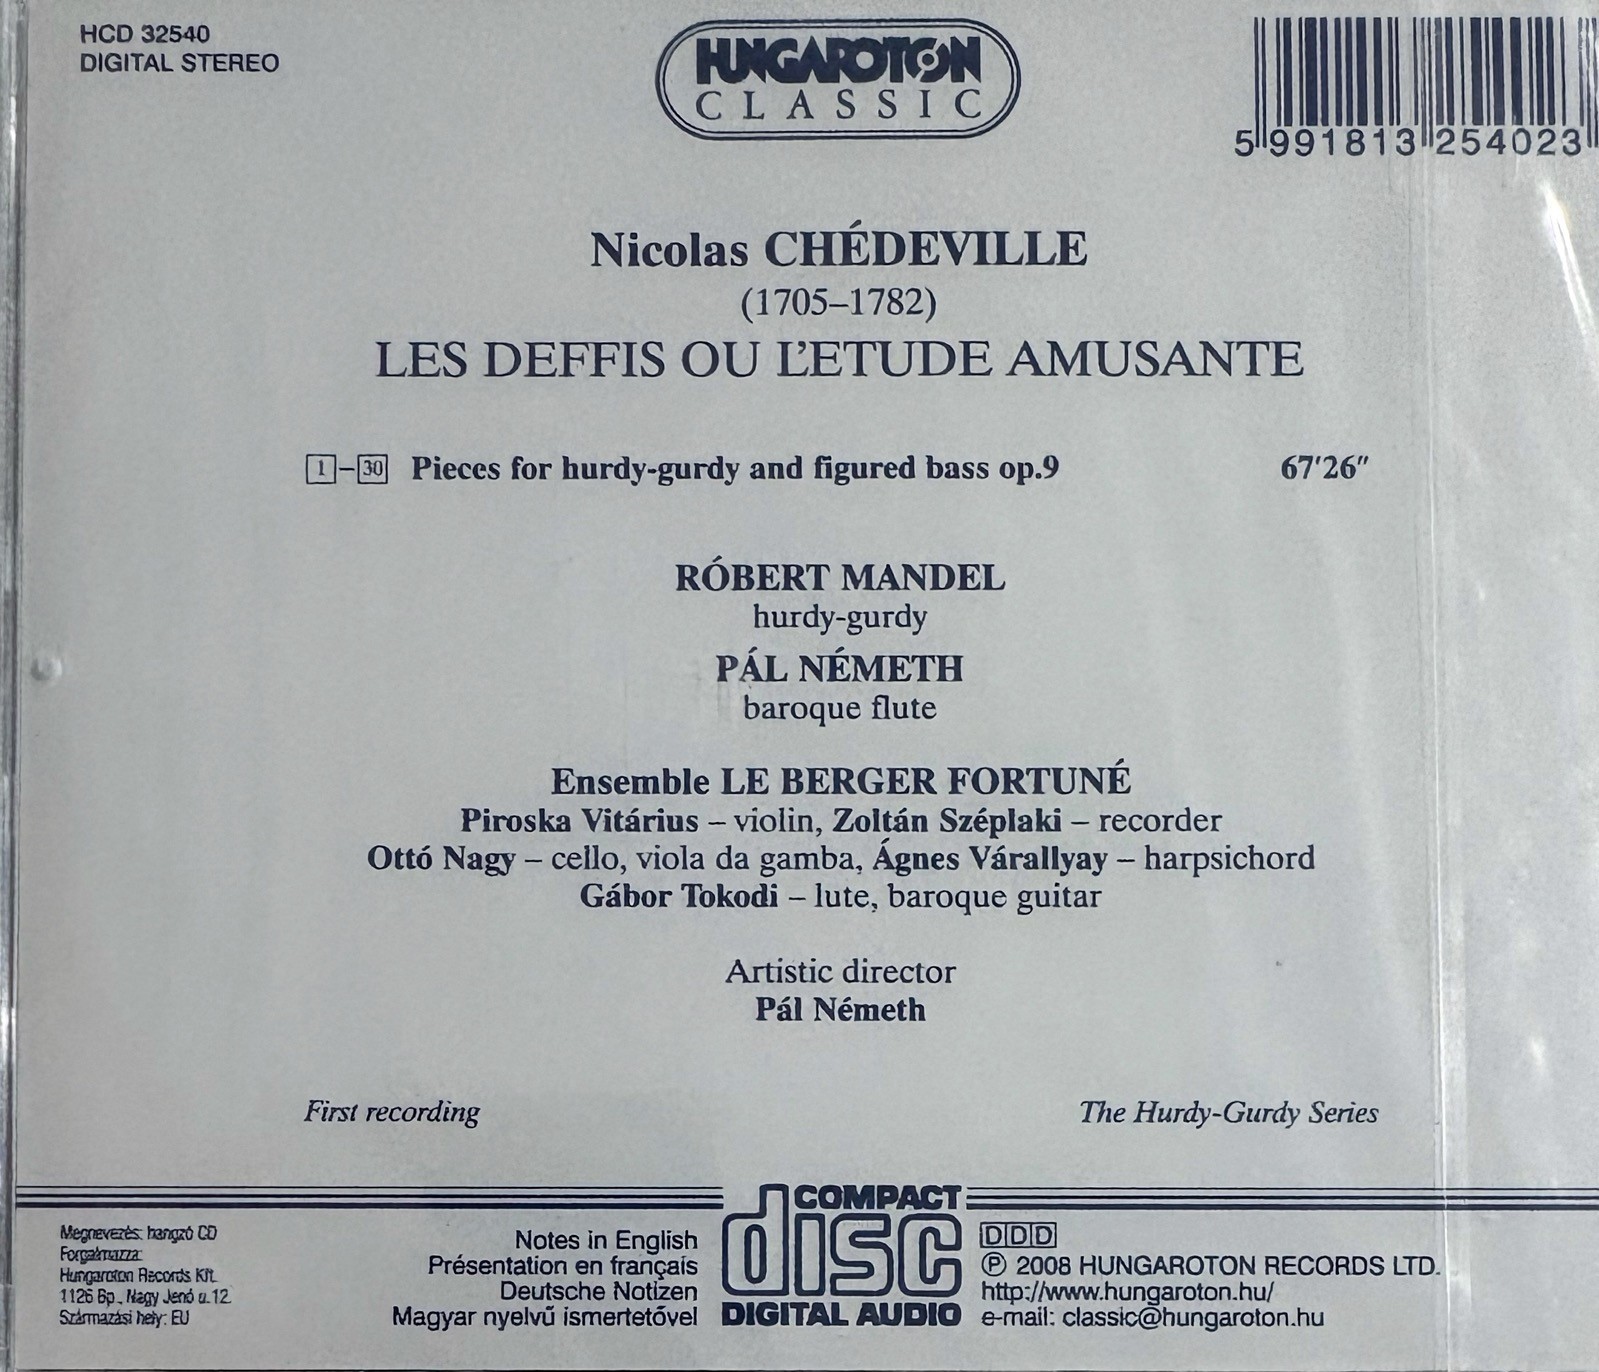 HCD 32540
DIGITAL STEREO
HUNGAROTON
CLASSIC
5 991813 254023
Nicolas CHÉDEVILLE
(1705–1782)
LES DEFFIS OU L'ETUDE AMUSANTE
1–30 Pieces for hurdy-gurdy and figured bass op.9 67'26"
RÓBERT MANDEL
hurdy-gurdy
PÁL NÉMETH
baroque flute
Ensemble LE BERGER FORTUNÉ
Piroska Vitárius – violin, Zoltán Széplaki – recorder
Ottó Nagy – cello, viola da gamba, Ágnes Várallyay – harpsichord
Gábor Tokodi – lute, baroque guitar
Artistic director
Pál Németh
First recording
The Hurdy-Gurdy Series
Megnevezés: hangzó CD
Forgalmazza:
Hungaroton Records Kft.
1126 Bp., Nagy Jenő u. 12.
Származási hely: EU
Notes in English
Présentation en français
Deutsche Notizen
Magyar nyelvű ismertetővel
COMPACT
disc
DIGITAL AUDIO
DDD
℗ 2008 HUNGAROTON RECORDS LTD.
http://www.hungaroton.hu/
e-mail: classic@hungaroton.hu